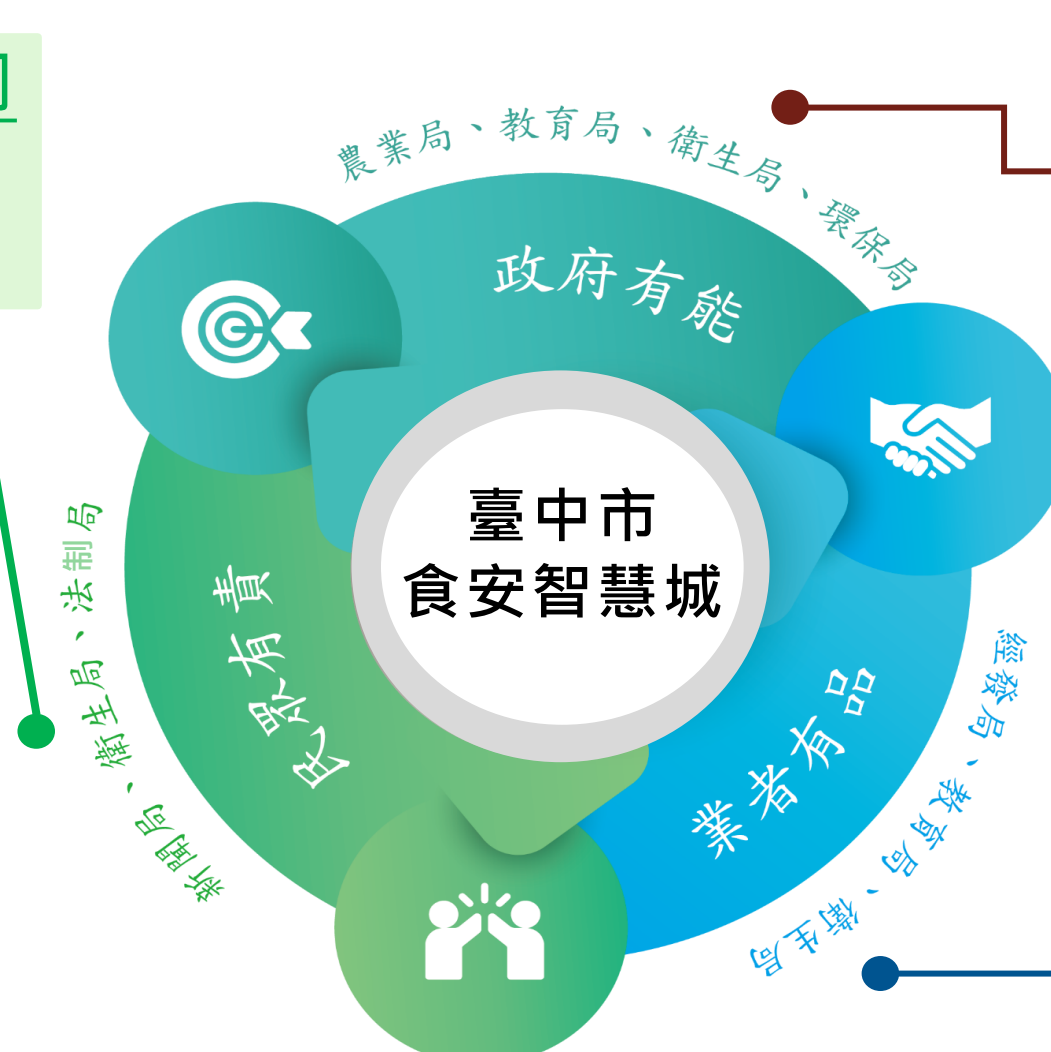 農業局、教育局、衛生局、環保局
政府有能
臺中市
食安智慧城
民眾有責
新聞局、衛生局、法制局
業者有品
經發局、教育局、衛生局